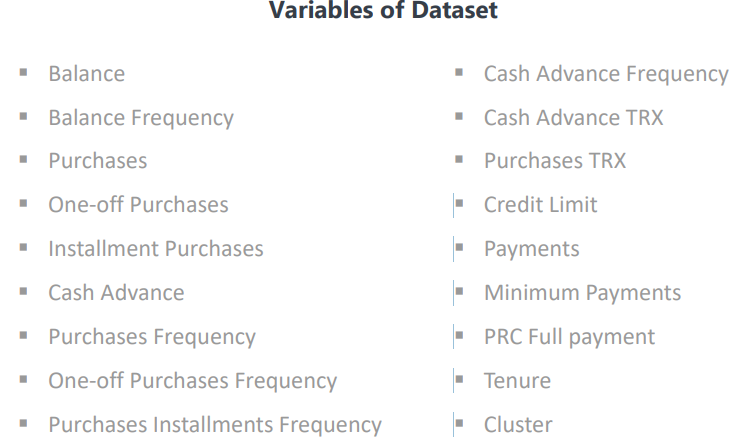 Variables of Dataset
▪ Balance
▪ Balance Frequency
▪ Purchases
▪ One-off Purchases
▪ Installment Purchases
▪ Cash Advance
▪ Purchases Frequency
▪ One-off Purchases Frequency
▪ Purchases Installments Frequency
▪ Cash Advance Frequency
▪ Cash Advance TRX
▪ Purchases TRX
▪ Credit Limit
▪ Payments
▪ Minimum Payments
▪ PRC Full payment
▪ Tenure
▪ Cluster